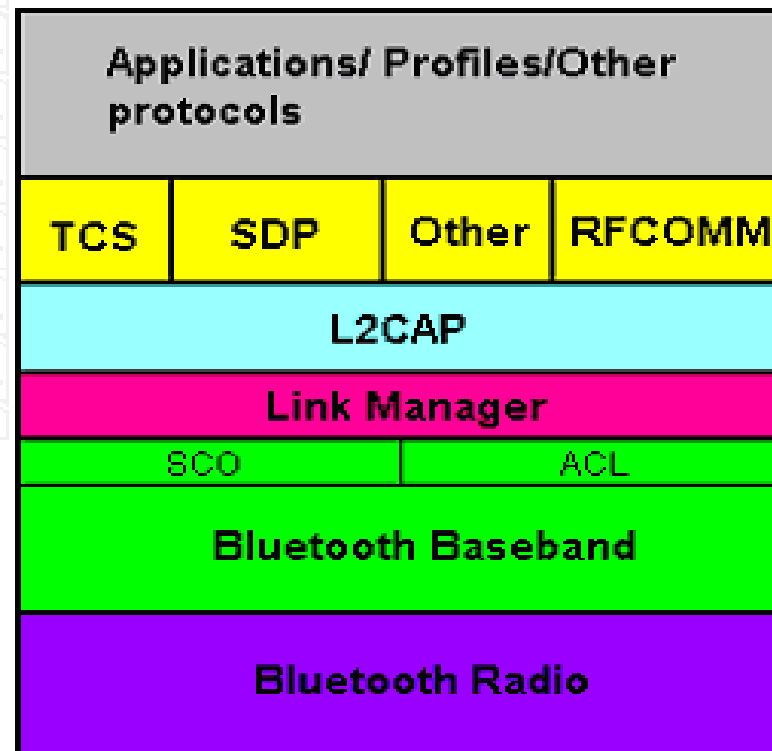 Applications/ Profiles/Other
protocols
TCS SDP Other RFCOMM
L2CAP
Link Manager
SCO ACL
Bluetooth Baseband
Bluetooth Radio